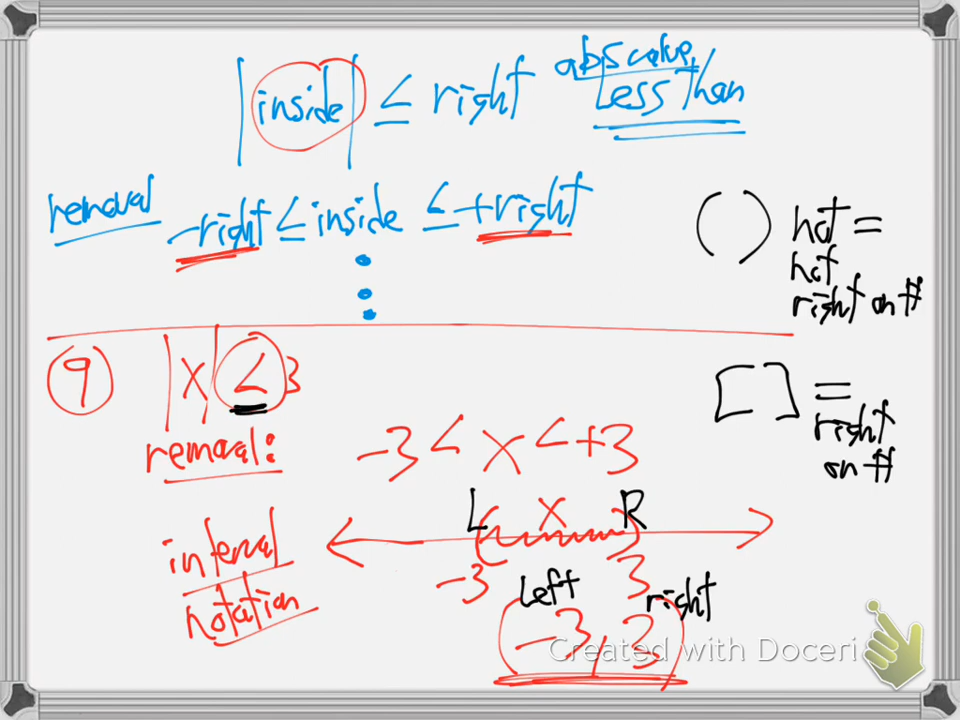 |inside| ≤ right abs value, Less Than
removal
-right ≤ inside ≤ +right
( ) not =
not
right on #
9 |x| < 3
[ ] =
right
on #
removal: -3 < x < +3
L x R
interval
notation
-3 3
Left right
(-3, 3)
Created with Doceri